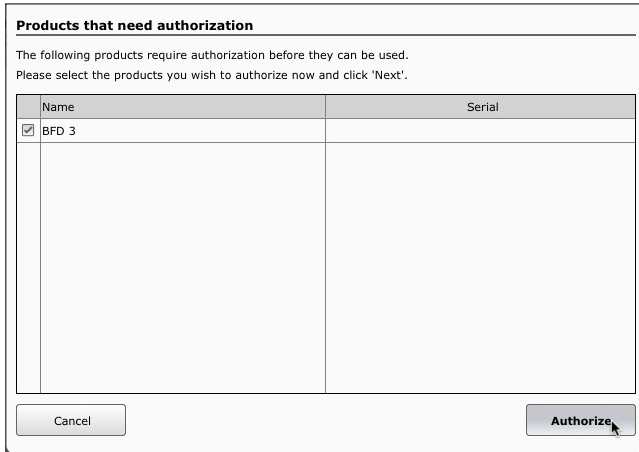 Products that need authorization
The following products require authorization before they can be used.
Please select the products you wish to authorize now and click 'Next'.
Name Serial
BFD 3
Cancel Authorize